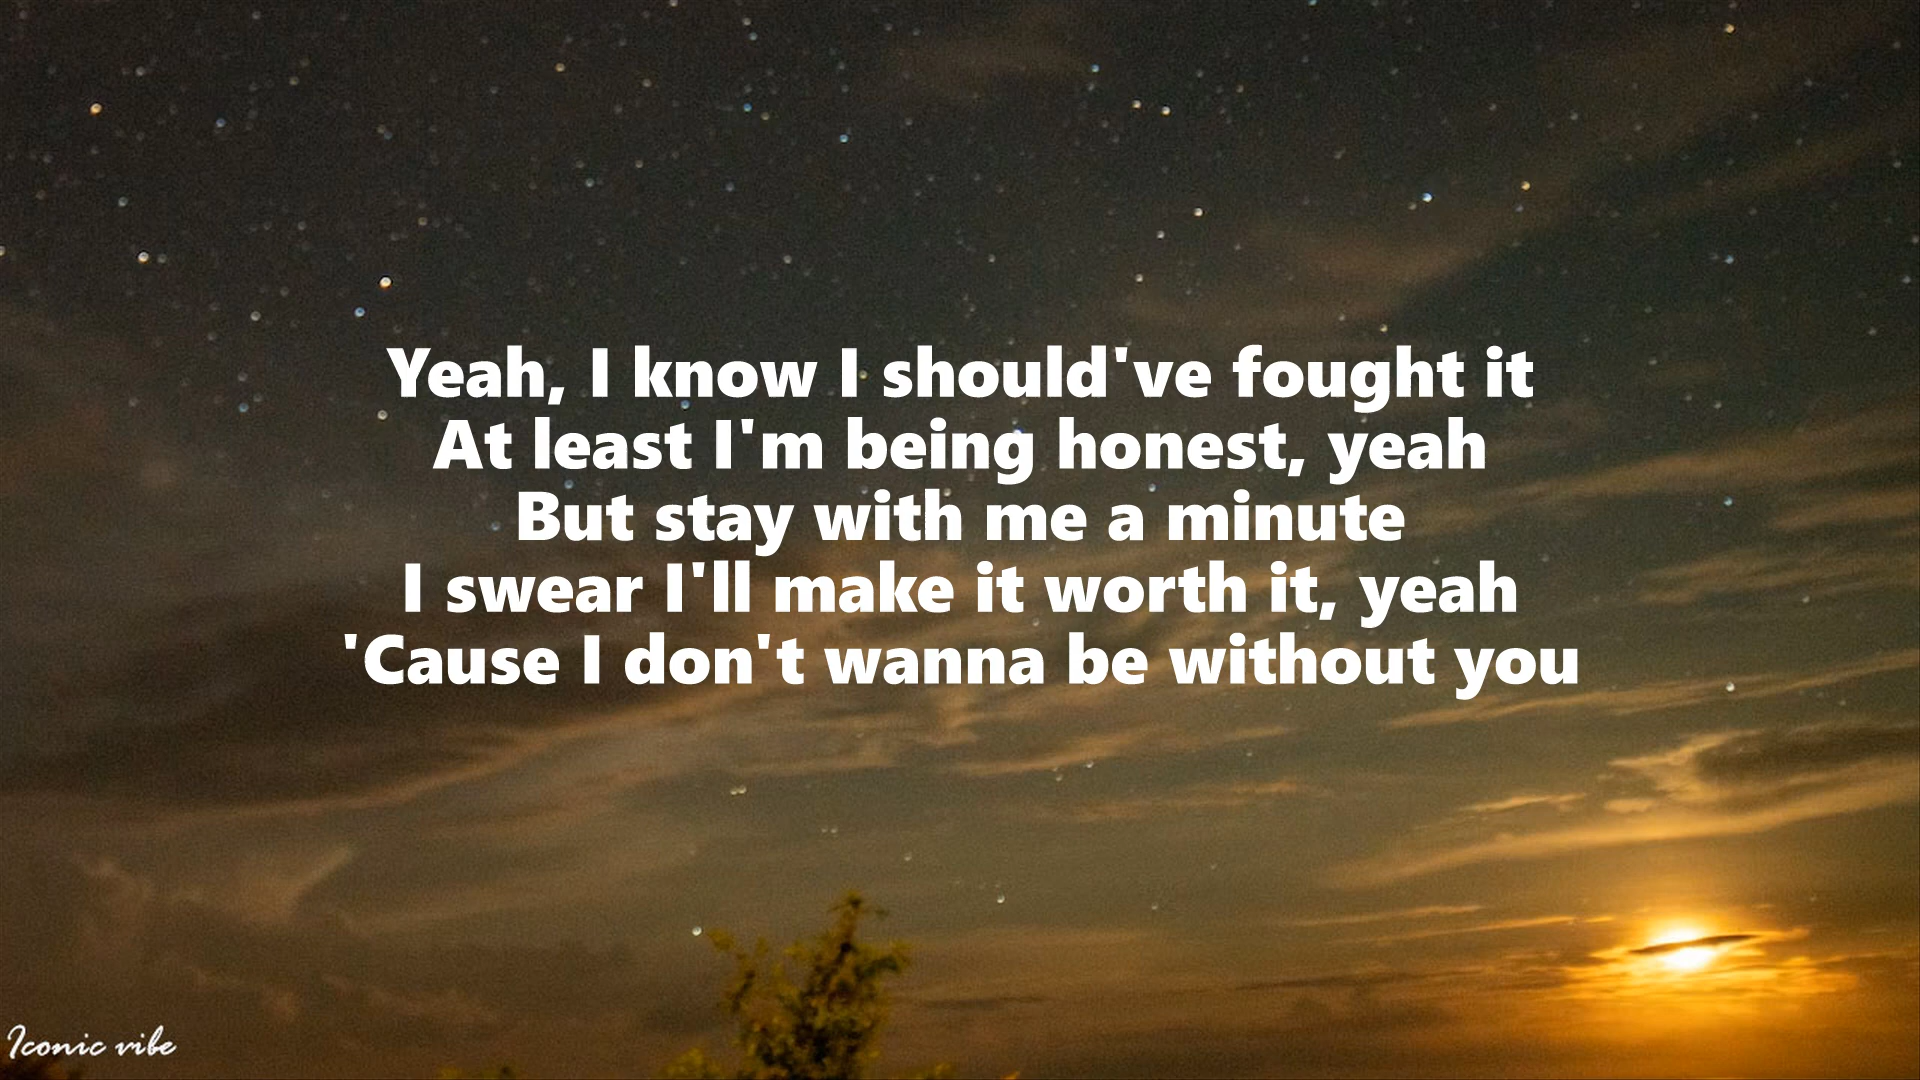 Yeah, I know I should've fought it
At least I'm being honest, yeah
But stay with me a minute
I swear I'll make it worth it, yeah
'Cause I don't wanna be without you
Iconic vibe